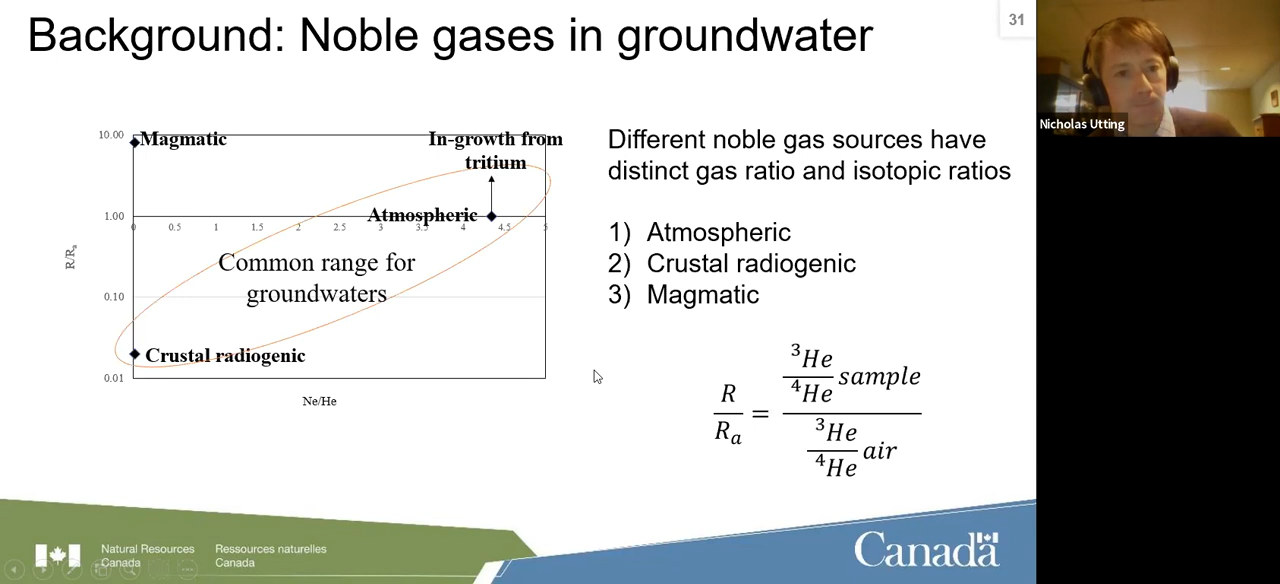 Background: Noble gases in groundwater
31
Nicholas Utting
10.00
Magmatic
In-growth from
tritium
1.00
Atmospheric
0 0.5 1 1.5 2 2.5 3 3.5 4 4.5 5
R/Ra
Common range for
groundwaters
0.10
Crustal radiogenic
0.01
Ne/He
Different noble gas sources have
distinct gas ratio and isotopic ratios
1) Atmospheric
2) Crustal radiogenic
3) Magmatic
³He
⁴He sample
R
Ra
=
³He
⁴He air
Natural Resources Ressources naturelles
Canada Canada
Canada